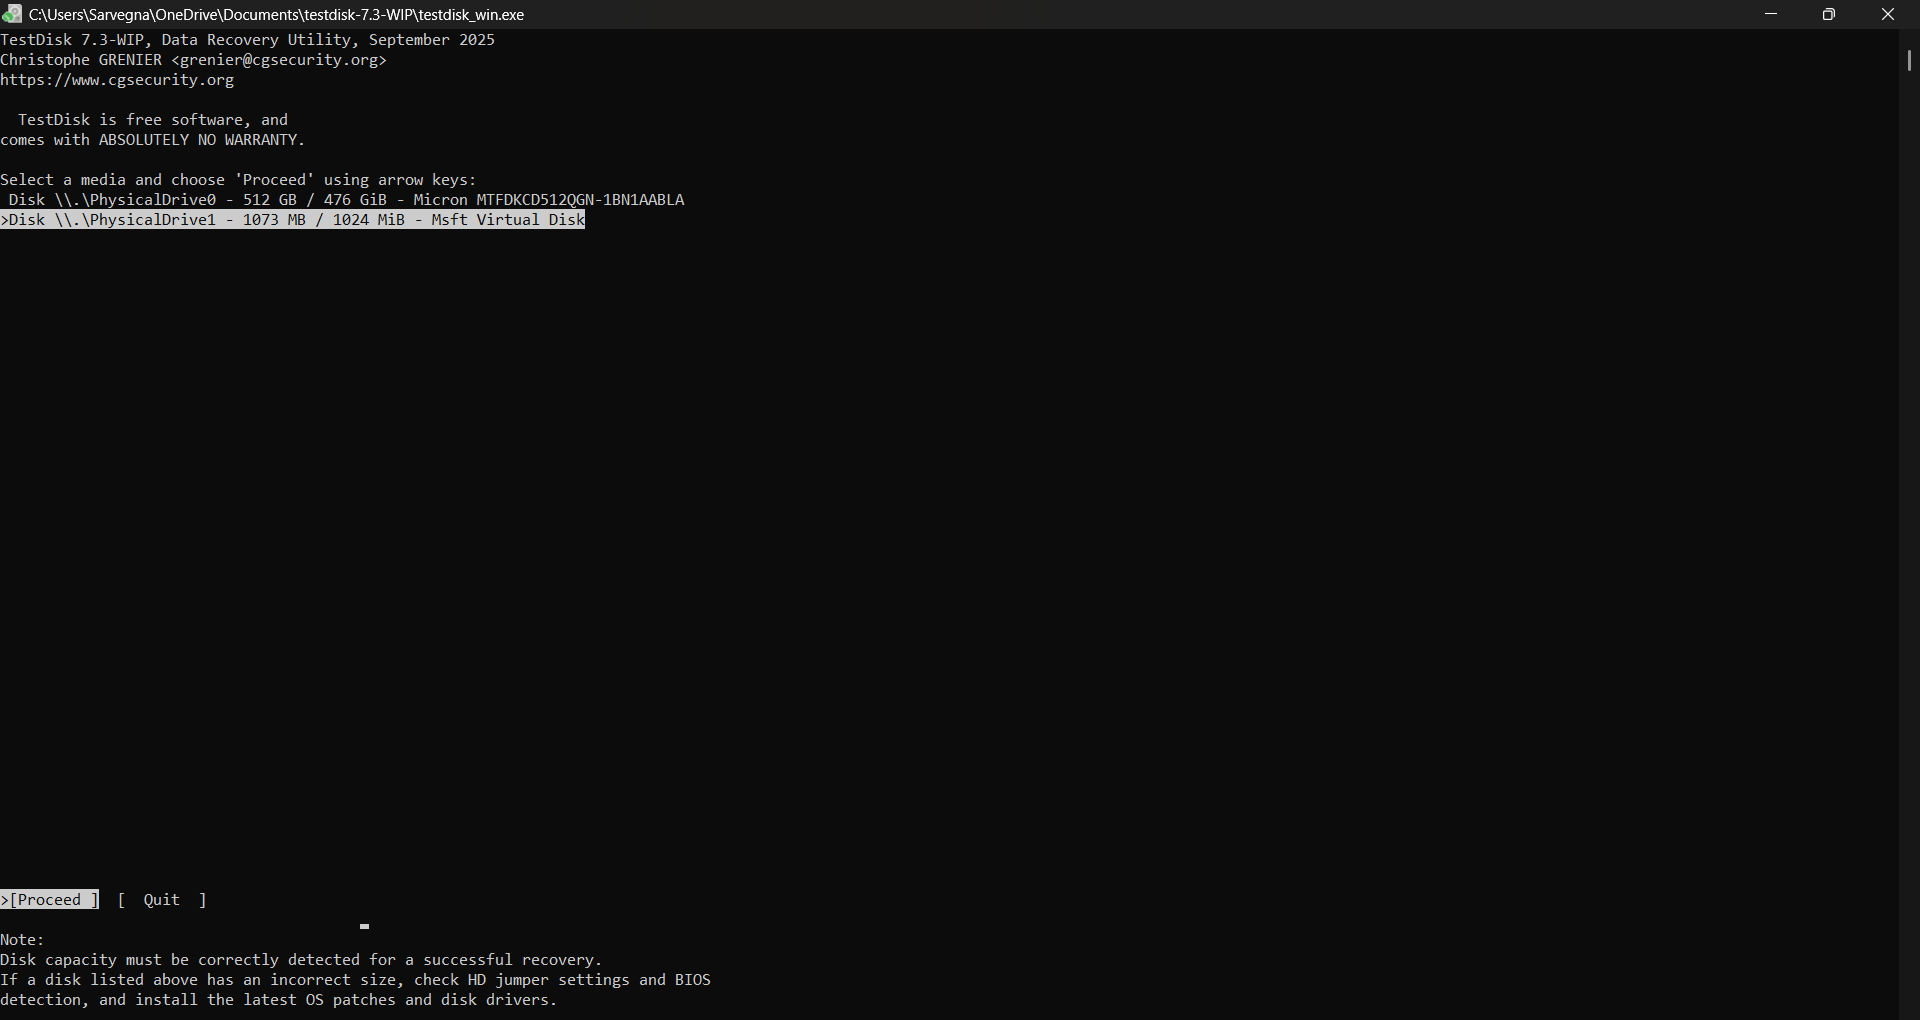 C:\Users\Sarvegna\OneDrive\Documents\testdisk-7.3-WIP\testdisk_win.exe
TestDisk 7.3-WIP, Data Recovery Utility, September 2025
Christophe GRENIER <grenier@cgsecurity.org>
https://www.cgsecurity.org
TestDisk is free software, and
comes with ABSOLUTELY NO WARRANTY.
Select a media and choose 'Proceed' using arrow keys:
Disk \\.\PhysicalDrive0 - 512 GB / 476 GiB - Micron MTFDKCD512QGN-1BN1AABLA
>Disk \\.\PhysicalDrive1 - 1073 MB / 1024 MiB - Msft Virtual Disk
>[Proceed ]  [  Quit  ]
Note:
Disk capacity must be correctly detected for a successful recovery.
If a disk listed above has an incorrect size, check HD jumper settings and BIOS
detection, and install the latest OS patches and disk drivers.